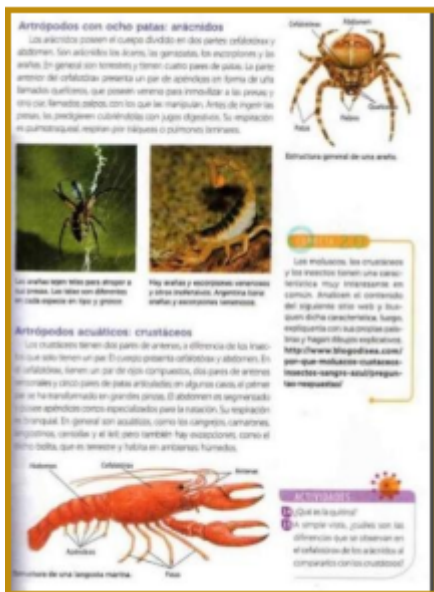 Artrópodos con ocho patas: arácnidos
Los arácnidos poseen el cuerpo dividido en dos partes cefalotórax y
abdomen. Son arácnidos los ácaros, las garrapatas, los escorpiones y las
arañas. En general son terrestres y tienen cuatro pares de patas. La parte
anterior del cefalotórax presenta un par de apéndices en forma de uña
llamados quelíceros, que poseen veneno para inmovilizar a las presas y
otro par, llamados palpos, con los que las manipulan. Antes de ingerir las
presas, las predigieren cubriéndolas con jugos digestivos. Su respiración
es pulmotraqueal, respiran por tráqueas o pulmones laminares.
Cefalotórax
Abdomen
Quelíceros
Palpos
Patas
Estructura general de una araña.
Las arañas tejen telas para atrapar a
sus presas. Las telas son diferentes
en cada especie en tipo y grosor.
Hay arañas y escorpiones venenosos
y otros inofensivos. Argentina tiene
arañas y escorpiones venenosos.
Los moluscos, los crustáceos
y los insectos tienen una carac-
terística muy interesante en
común. Analicen el contenido
del siguiente sitio web y bus-
quen dicha característica, luego,
explíquenla con sus propias pala-
bras y hagan dibujos explicativos.
http://www.blogodisea.com/
por-que-moluscos-custaceos-
insectos-sangre-azul/pregun-
tas-respuestas/
Artrópodos acuáticos: crustáceos
Los crustáceos tienen dos pares de antenas, a diferencia de los insec-
tos que solo tienen un par. El cuerpo presenta cefalotórax y abdomen. En
el cefalotórax, tienen un par de ojos compuestos, dos pares de antenas
sensoriales y cinco pares de patas articuladas; en algunos casos, el primer
par se ha transformado en grandes pinzas. El abdomen es segmentado
y posee apéndices cortos especializados para la natación. Su respiración
es branquial. En general son acuáticos, como los cangrejos, camarones,
langostinos, centollas y el krill pero también hay excepciones, como el
bicho bolita, que es terrestre y habita en ambientes húmedos.
Abdomen
Cefalotórax
Antenas
Apéndices
Patas
Estructura de una langosta marina.
ACTIVIDADES
14 ¿Qué es la quitina?
15 A simple vista, ¿cuáles son las
diferencias que se observan en
el cefalotórax de los arácnidos al
compararlos con los crustáceos?